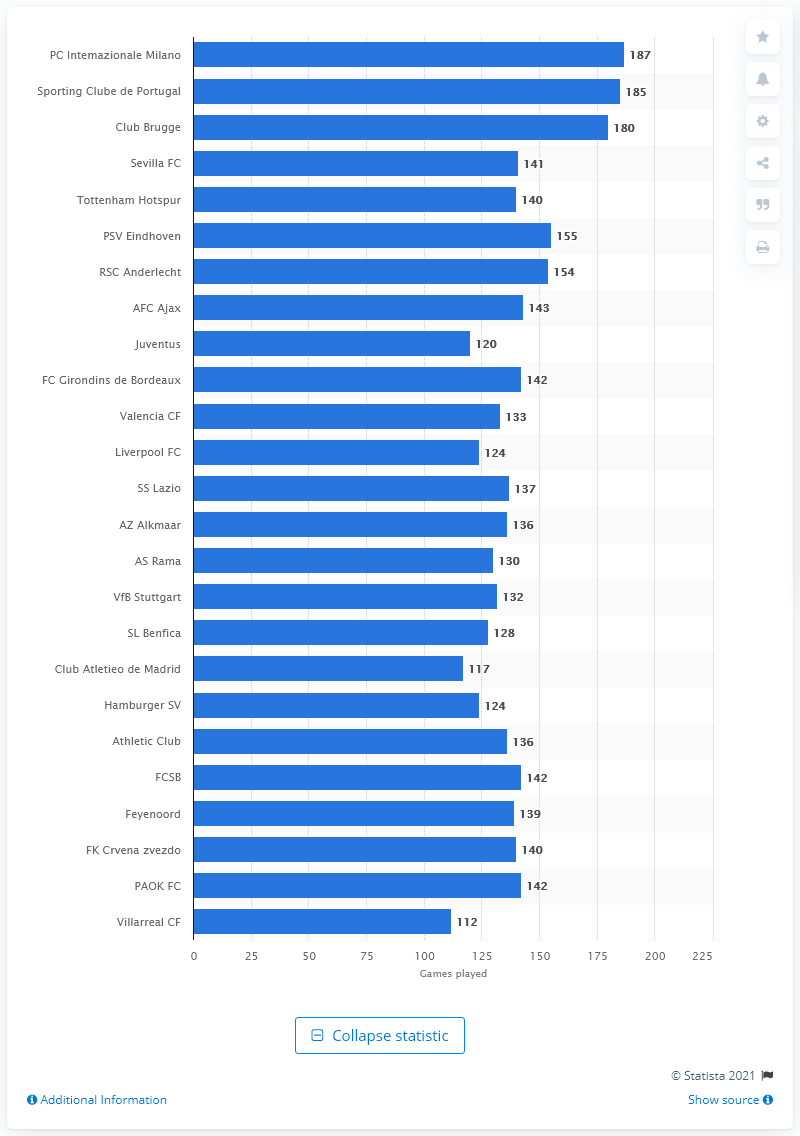 PC Intemazionale Milano 187
Sporting Clube de Portugal 185
Club Brugge 180
Sevilla FC 141
Tottenham Hotspur 140
PSV Eindhoven 155
RSC Anderlecht 154
AFC Ajax 143
Juventus 120
FC Girondins de Bordeaux 142
Valencia CF 133
Liverpool FC 124
SS Lazio 137
AZ Alkmaar 136
AS Rama 130
VfB Stuttgart 132
SL Benfica 128
Club Atletieo de Madrid 117
Hamburger SV 124
Athletic Club 136
FCSB 142
Feyenoord 139
FK Crvena zvezdo 140
PAOK FC 142
Villarreal CF 112
0 25 50 75 100 125 150 175 200 225
Games played
Collapse statistic
© Statista 2021
Additional Information Show source